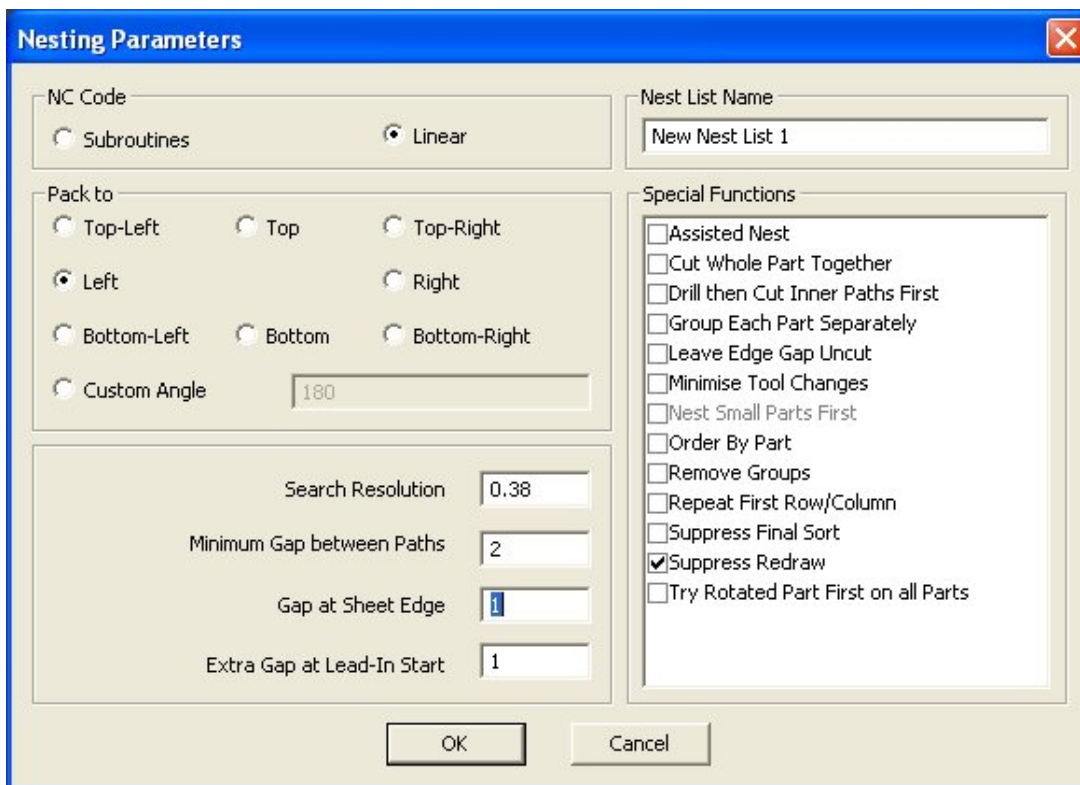 Nesting Parameters
NC Code
Subroutines Linear
Nest List Name
New Nest List 1
Pack to
Top-Left Top Top-Right
Left Right
Bottom-Left Bottom Bottom-Right
Custom Angle 180
Search Resolution 0.38
Minimum Gap between Paths 2
Gap at Sheet Edge 1
Extra Gap at Lead-In Start 1
Special Functions
Assisted Nest
Cut Whole Part Together
Drill then Cut Inner Paths First
Group Each Part Separately
Leave Edge Gap Uncut
Minimise Tool Changes
Nest Small Parts First
Order By Part
Remove Groups
Repeat First Row/Column
Suppress Final Sort
Suppress Redraw
Try Rotated Part First on all Parts
OK Cancel